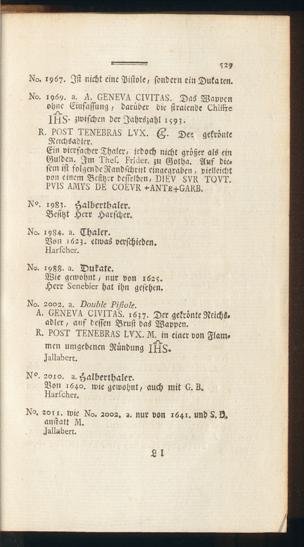 529
No. 1967. Ist nicht eine Pistole, sondern ein Dukaten.
No. 1969. a. A. GENEVA CIVITAS. Das Wappen
ohne Einfassung, darüber die stralende Chiffre
IHS. zwischen der Jahrszahl 1593.
R. POST TENEBRAS LVX. G. Der gekrönte
Reichsadler.
Ein vierfacher Thaler, jedoch nicht größer als ein
Gulden. Im Thes. Frider. zu Gotha. Auf die-
sem ist folgende Randschrift eingegraben, vielleicht
von einem Besitzer desselben, DIEV SVR TOVT.
PVIS AMYS DE COEVR +ANTE+GARB.
No. 1983. Halberthaler.
Besitzt Herr Harscher.
No. 1984. a. Thaler.
Von 1623. etwas verschieden.
Harscher.
No. 1988. a. Dukate.
Wie gewohnt, nur von 1625.
Herr Senebier hat ihn gesehen.
No. 2002. a. Double Pistole.
A. GENEVA CIVITAS. 1637. Der gekrönte Reichs-
adler, auf dessen Brust das Wappen.
R. POST TENEBRAS LVX. M. in einer von Flam-
men umgebenen Ründung IHS.
Jallabert.
No. 2010. a. Halberthaler.
Von 1640. wie gewohnt, auch mit G. B.
Harscher.
No. 2011. wie No. 2002. a. nur von 1641. und S. D.
anstatt M.
Jallabert.
Ll